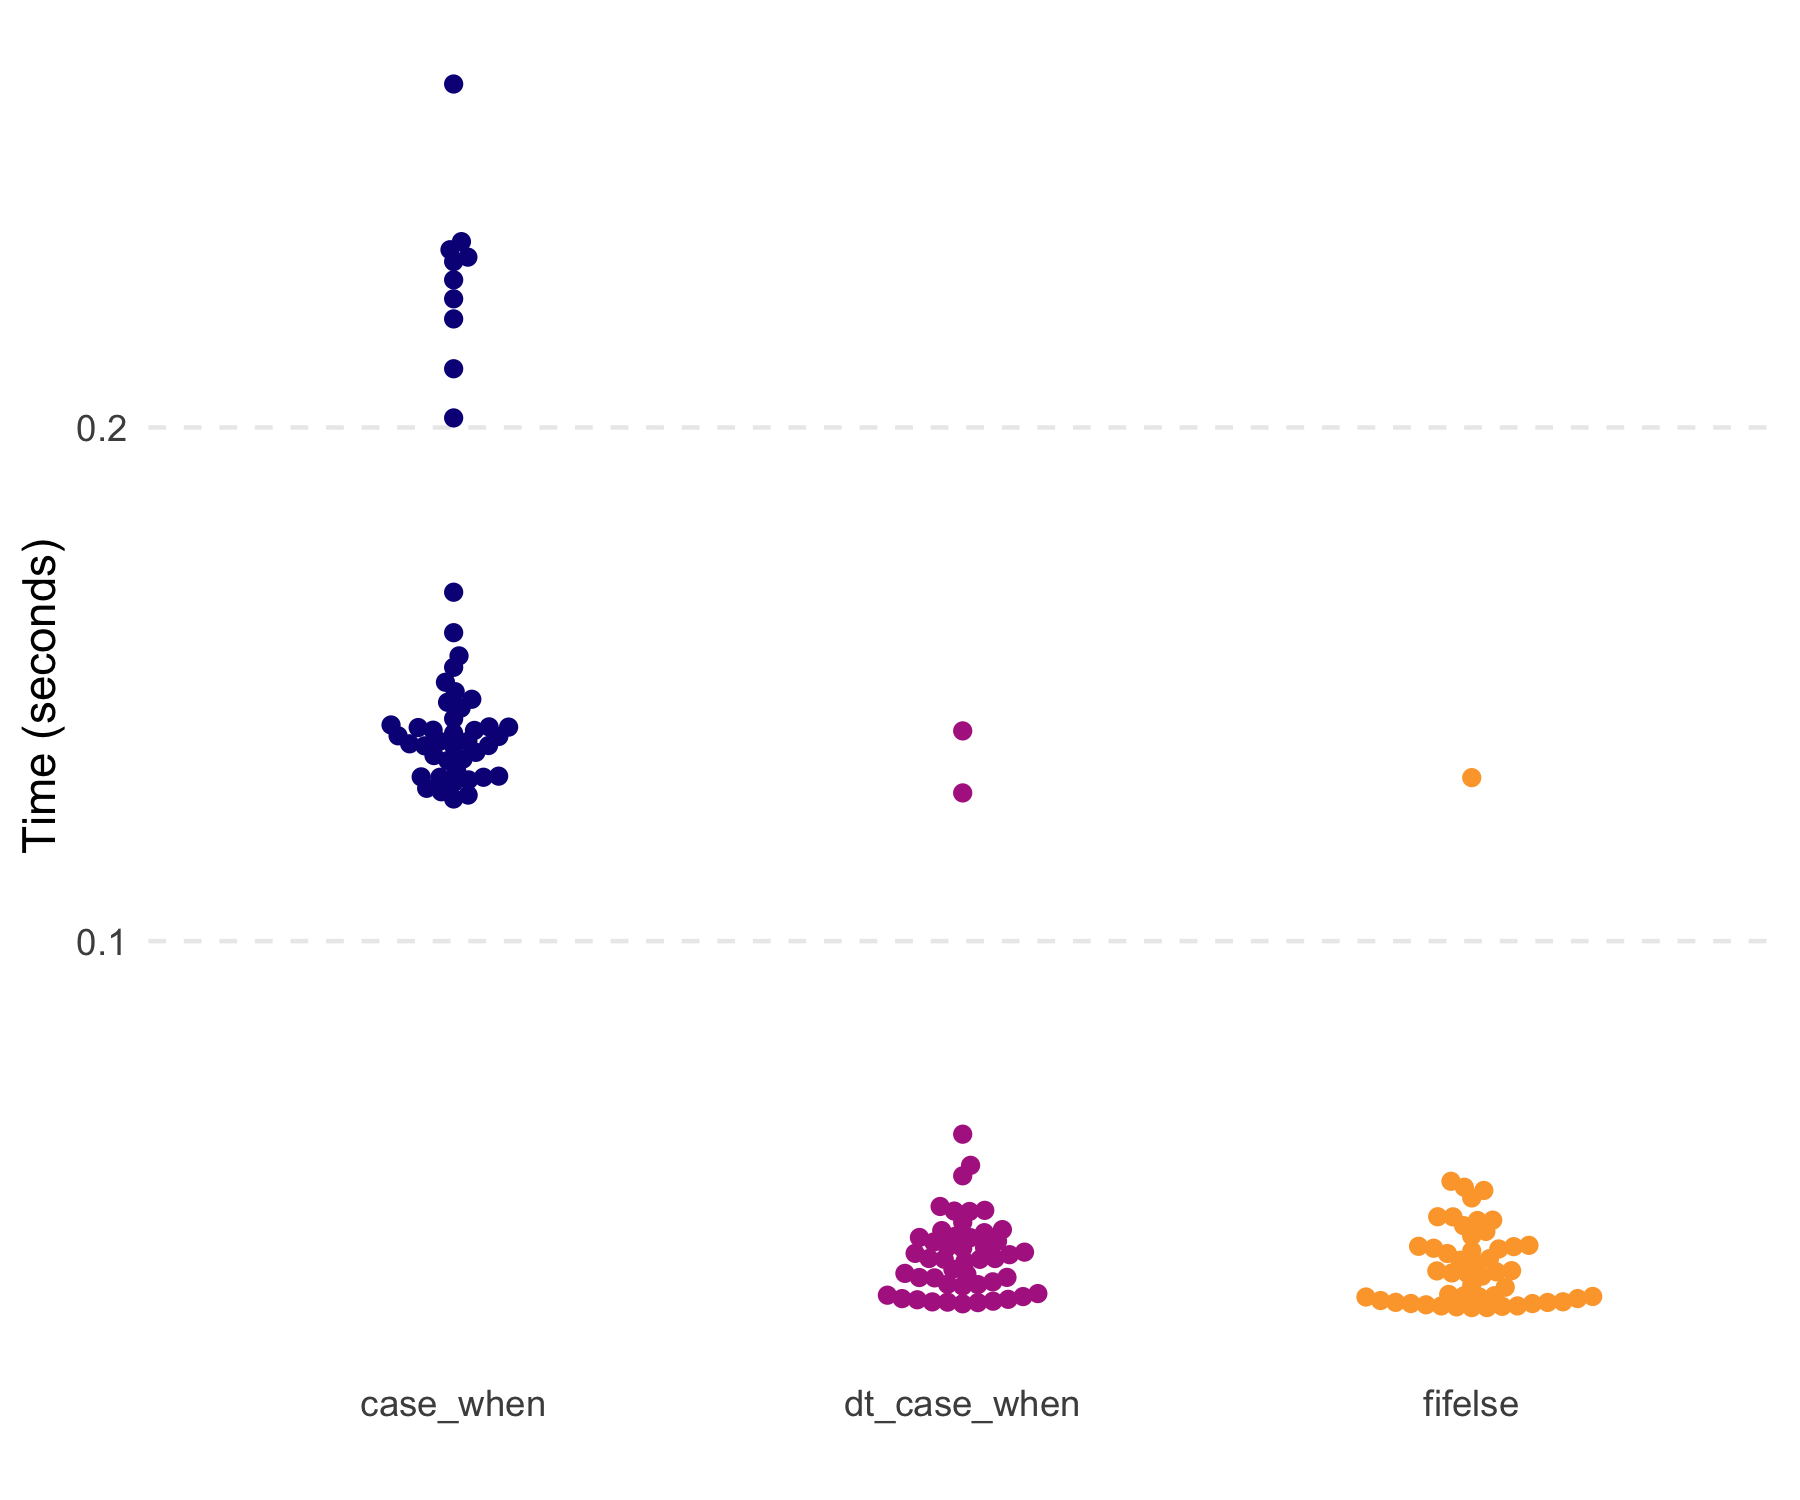 0.2
Time (seconds)
0.1
case_when
dt_case_when
fifelse